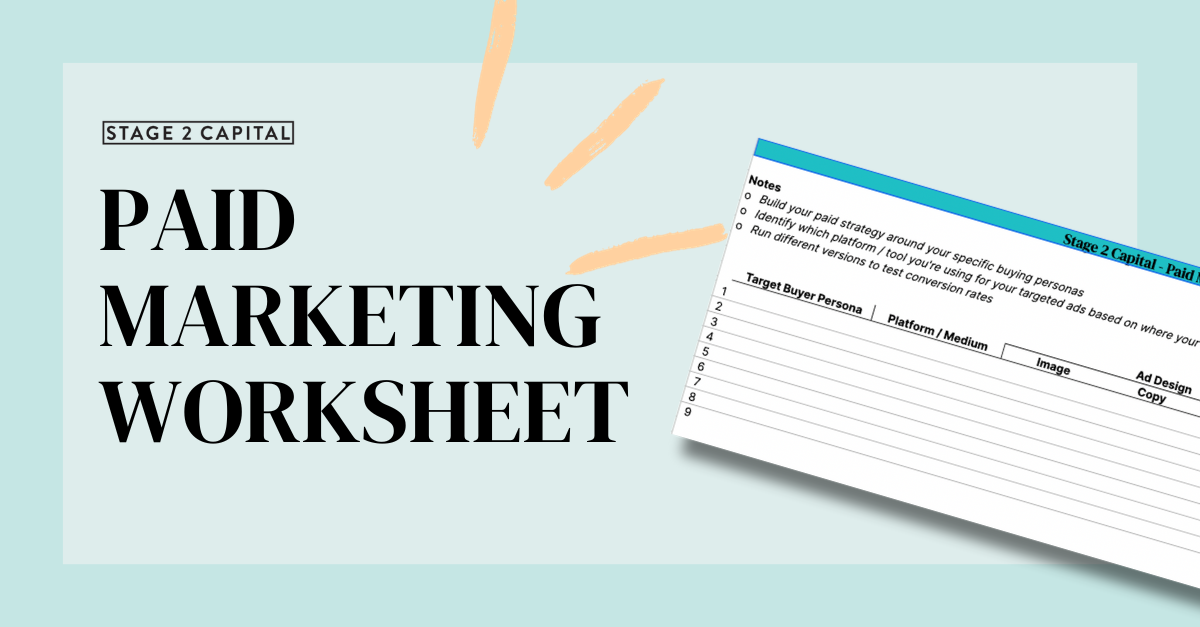 STAGE 2 CAPITAL
PAID
MARKETING
WORKSHEET
Stage 2 Capital - Paid
Notes
o Build your paid strategy around your specific buying personas
o Identify which platform / tool you're using for your targeted ads based on where your
o Run different versions to test conversion rates
Target Buyer Persona
Platform / Medium
Ad Design
Image
Copy
1
2
3
4
5
6
7
8
9